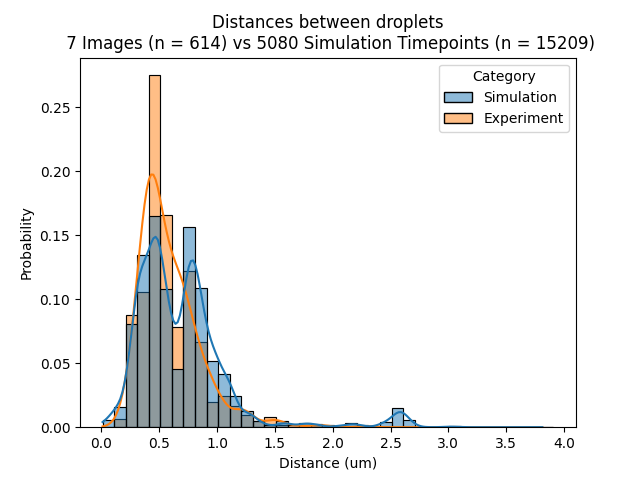 Distances between droplets
7 Images (n = 614) vs 5080 Simulation Timepoints (n = 15209)
Category
Simulation
Experiment
Probability
0.25
0.20
0.15
0.10
0.05
0.00
0.0 0.5 1.0 1.5 2.0 2.5 3.0 3.5 4.0
Distance (um)